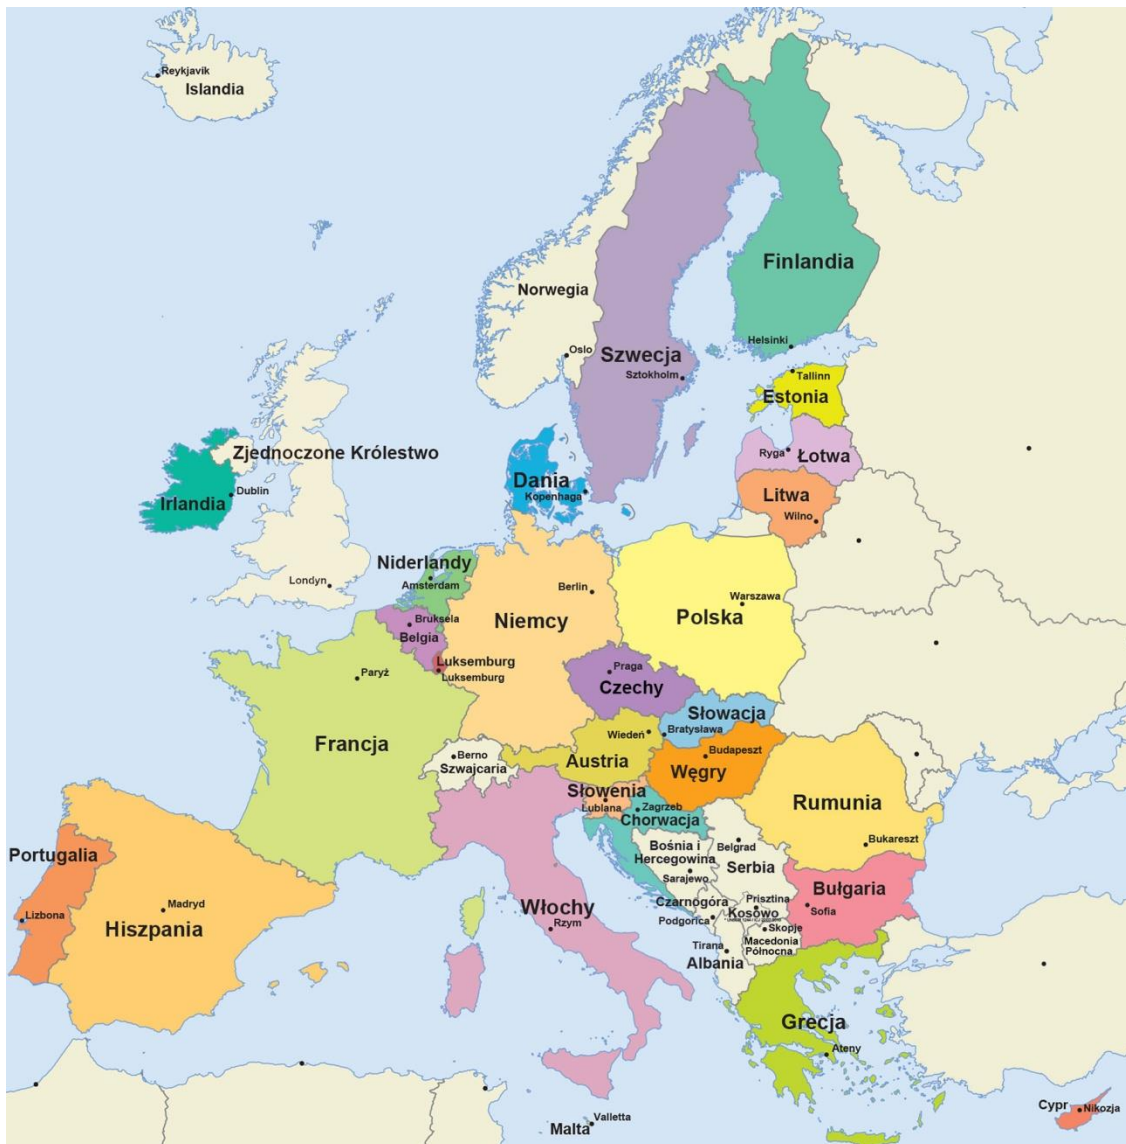 Reykjavík
Islandia
Finlandia
Norwegia
Helsinki
Oslo
Szwecja
Sztokholm
Tallinn
Estonia
Zjednoczone Królestwo
Ryga
Łotwa
Dania
Kopenhaga
Dublin
Irlandia
Litwa
Wilno
Niderlandy
Amsterdam
Londyn
Berlin
Warszawa
Bruksela
Belgia
Niemcy
Polska
Luksemburg
Luksemburg
Paryż
Praga
Czechy
Słowacja
Bratysława
Wiedeń
Francja
Berno
Szwajcaria
Austria
Budapeszt
Węgry
Słowenia
Lublana
Zagrzeb
Chorwacja
Rumunia
Bukareszt
Bośnia i
Hercegowina
Sarajewo
Belgrad
Serbia
Portugalia
Lizbona
Madryd
Hiszpania
Włochy
Rzym
Czarnogóra
Podgorica
Prisztina
Kosowo
Bułgaria
Sofia
Skopje
Macedonia
Północna
Tirana
Albania
Grecja
Ateny
Valletta
Malta
Cypr
Nikozja